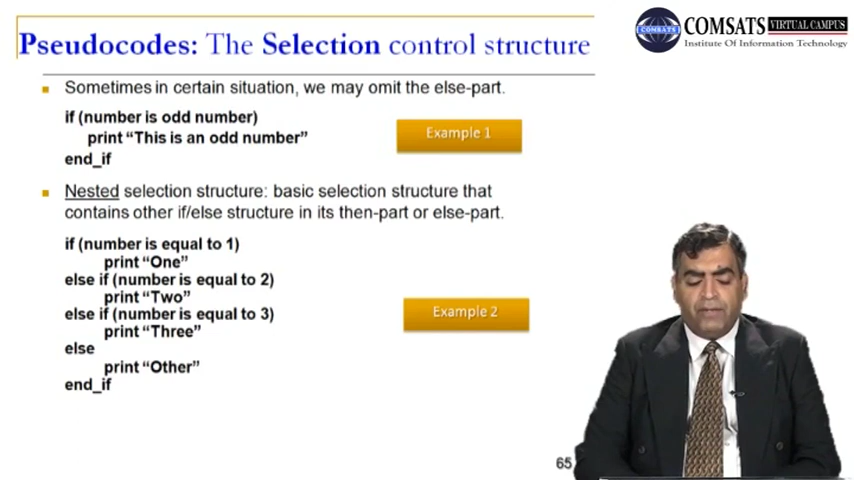 Pseudocodes: The Selection control structure
COMSATS
COMSATS VIRTUAL CAMPUS
Institute Of Information Technology
Sometimes in certain situation, we may omit the else-part.
if (number is odd number)
print “This is an odd number”
end_if
Example 1
Nested selection structure: basic selection structure that
contains other if/else structure in its then-part or else-part.
if (number is equal to 1)
print “One”
else if (number is equal to 2)
print “Two”
else if (number is equal to 3)
print “Three”
else
print “Other”
end_if
Example 2
65